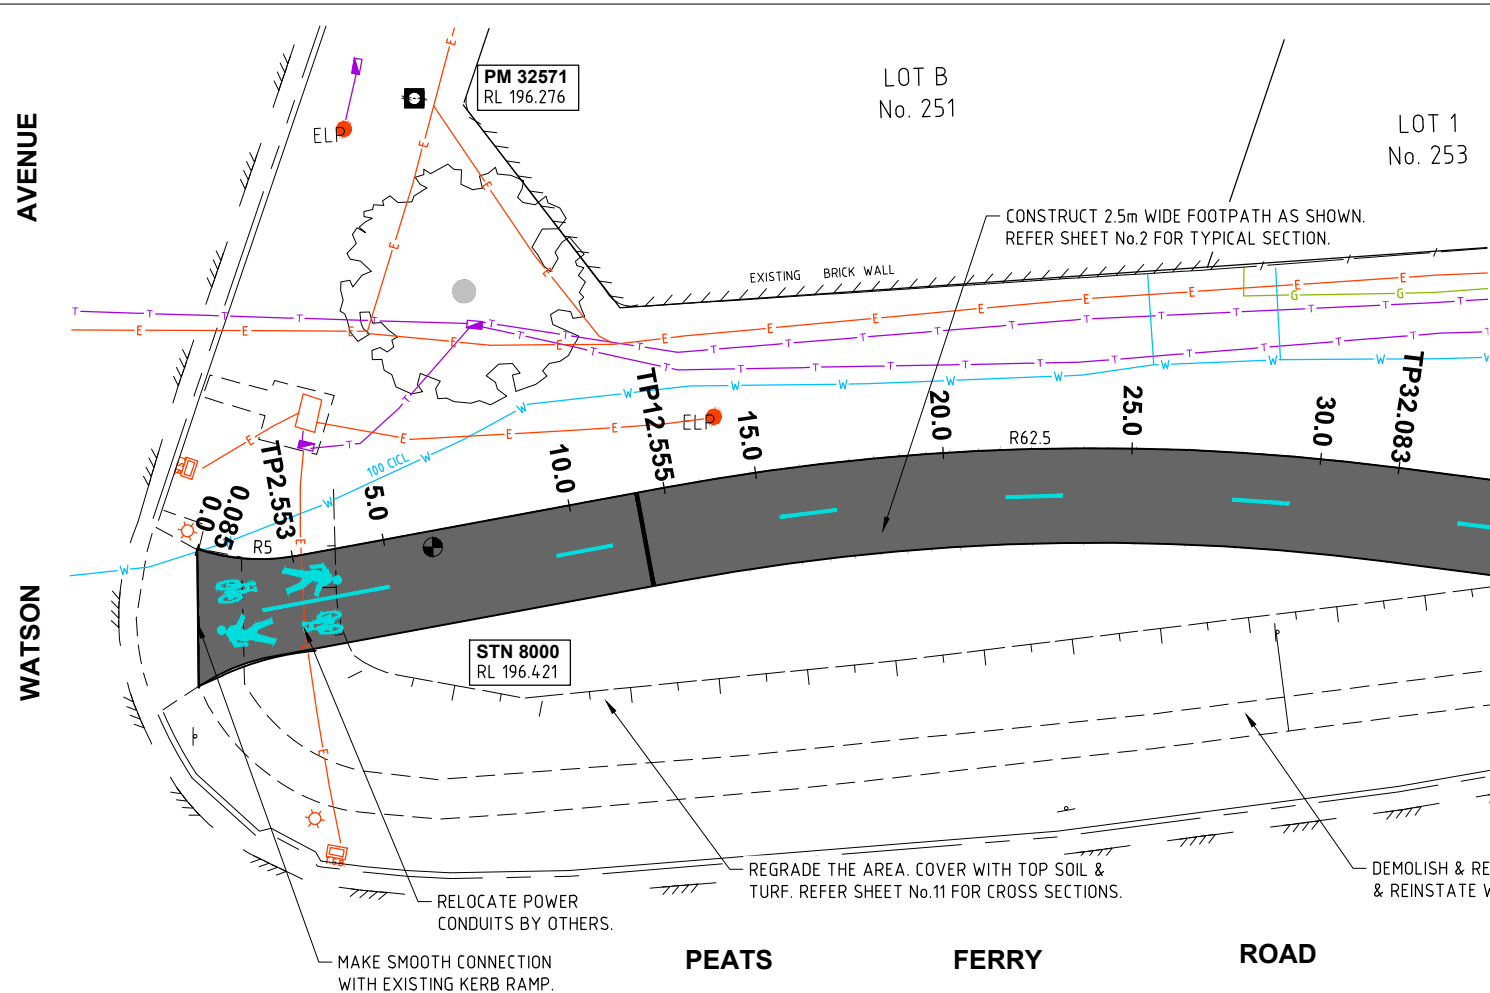 AVENUE
WATSON
PM 32571
RL 196.276
ELP
LOT B
No. 251
LOT 1
No. 253
CONSTRUCT 2.5m WIDE FOOTPATH AS SHOWN.
REFER SHEET No.2 FOR TYPICAL SECTION.
EXISTING BRICK WALL
100 CICL
ELP
R62.5
R5
0.0
0.085
TP2.553
5.0
10.0
TP12.555
15.0
20.0
25.0
30.0
TP32.083
STN 8000
RL 196.421
REGRADE THE AREA. COVER WITH TOP SOIL &
TURF. REFER SHEET No.11 FOR CROSS SECTIONS.
DEMOLISH & RE
& REINSTATE W
RELOCATE POWER
CONDUITS BY OTHERS.
MAKE SMOOTH CONNECTION
WITH EXISTING KERB RAMP.
PEATS FERRY ROAD